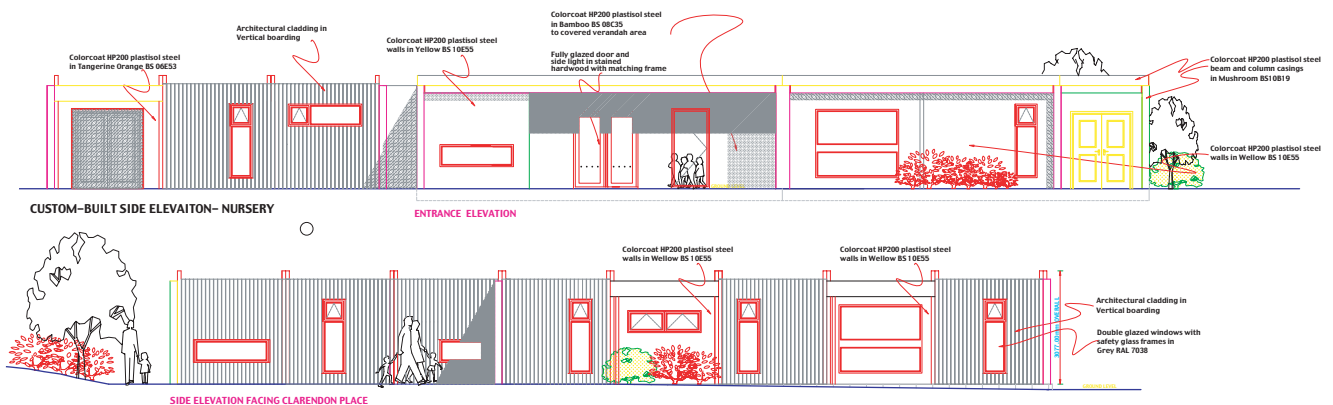 Colorcoat HP200 plastisol steel
in Tangerine Orange BS 06E53
Architectural cladding in
Vertical boarding
Colorcoat HP200 plastisol steel
walls in Yellow BS 10E55
Colorcoat HP200 plastisol steel
in Bamboo BS 08C35
to covered verandah area
Fully glazed door and
side light in stained
hardwood with matching frame
Colorcoat HP200 plastisol steel
beam and column casings
in Mushroom BS10B19
Colorcoat HP200 plastisol steel
walls in Wellow BS 10E55
CUSTOM-BUILT SIDE ELEVAITON- NURSERY
ENTRANCE ELEVATION
Colorcoat HP200 plastisol steel
walls in Wellow BS 10E55
Colorcoat HP200 plastisol steel
walls in Wellow BS 10E55
Architectural cladding in
Vertical boarding
Double glazed windows with
safety glass frames in
Grey RAL 7038
SIDE ELEVATION FACING CLARENDON PLACE